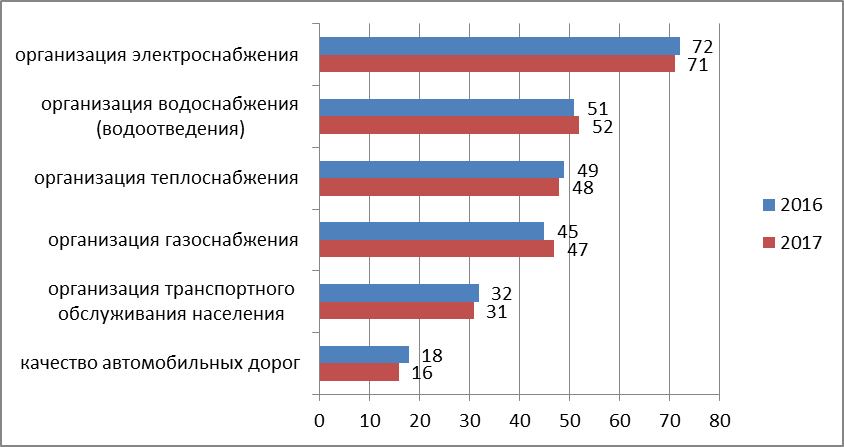 организация электроснабжения
72
71
организация водоснабжения
(водоотведения)
51
52
организация теплоснабжения
49
48
организация газоснабжения
45
47
организация транспортного
обслуживания населения
32
31
качество автомобильных дорог
18
16
0 10 20 30 40 50 60 70 80
2016
2017